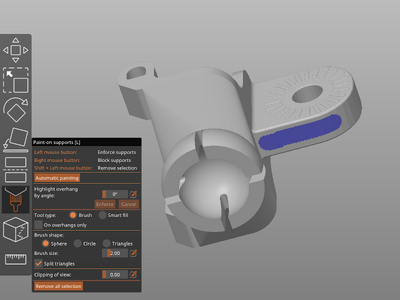 Paint-on supports [L]
Left mouse button: Enforce supports
Right mouse button: Block supports
Shift + Left mouse button: Remove selection
Automatic painting
Highlight overhang
by angle: 0°
Enforce Cancel
Tool type: Brush Smart fill
On overhangs only
Brush shape:
Sphere Circle Triangles
Brush size: 2.00
Split triangles
Clipping of view: 0.00
Remove all selection